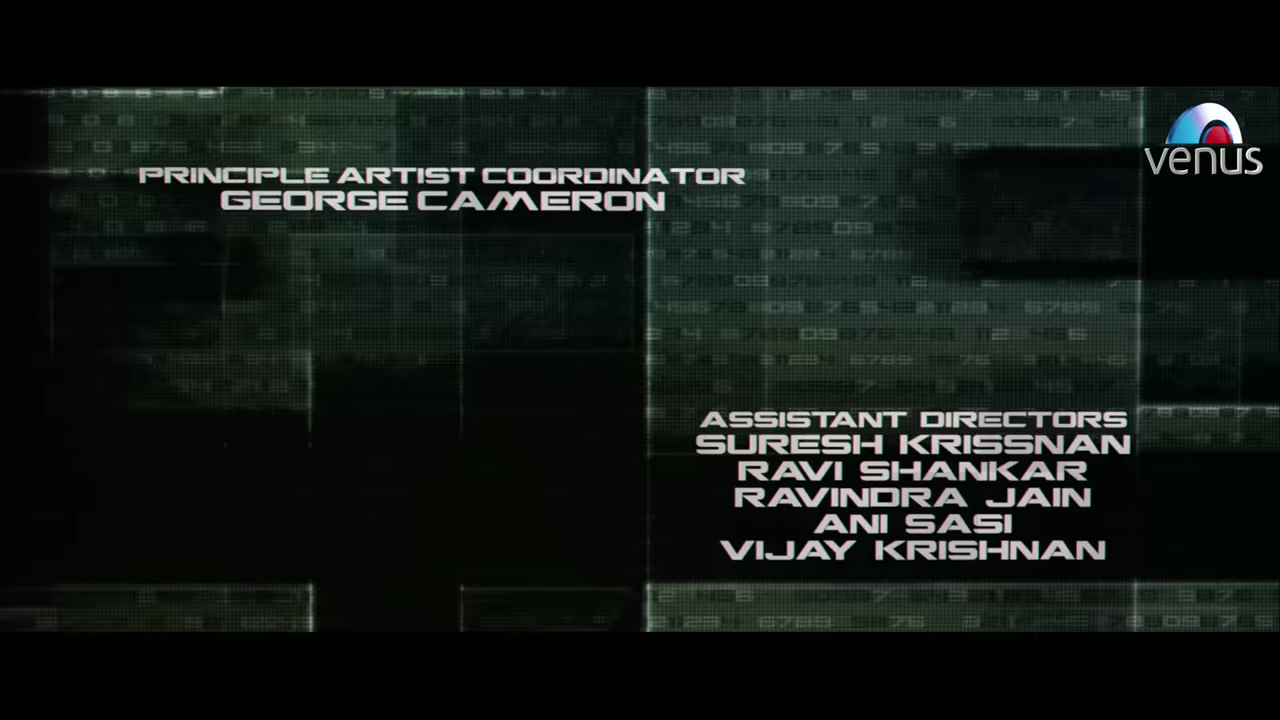 PRINCIPLE ARTIST COORDINATOR
GEORGE CAMERON
venus
ASSISTANT DIRECTORS
SURESH KRISSNAN
RAVI SHANKAR
RAVINDRA JAIN
ANI SASI
VIJAY KRISHNAN